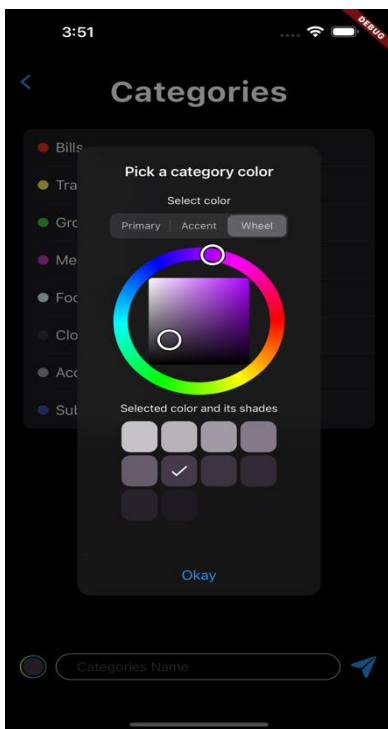 3:51
DEBUG
Categories
Bills
Tra
Gro
Me
Foo
Clo
Acc
Sub
Pick a category color
Select color
Primary Accent Wheel
Selected color and its shades
Okay
Categories Name